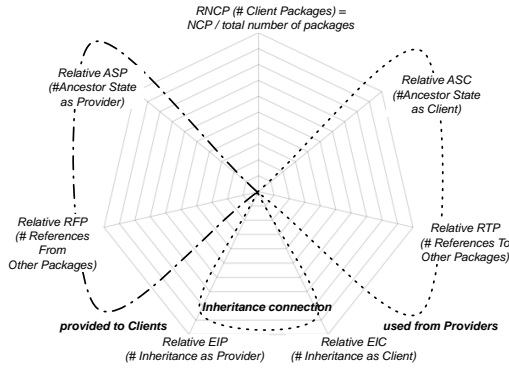 RNCP (# Client Packages) =
NCP / total number of packages
Relative ASP
(#Ancestor State
as Provider)
Relative ASC
(#Ancestor State
as Client)
Relative RFP
(# References
From
Other Packages)
Relative RTP
(# References To
Other Packages)
Inheritance connection
provided to Clients
used from Providers
Relative EIP
(# Inheritance as Provider)
Relative EIC
(# Inheritance as Client)